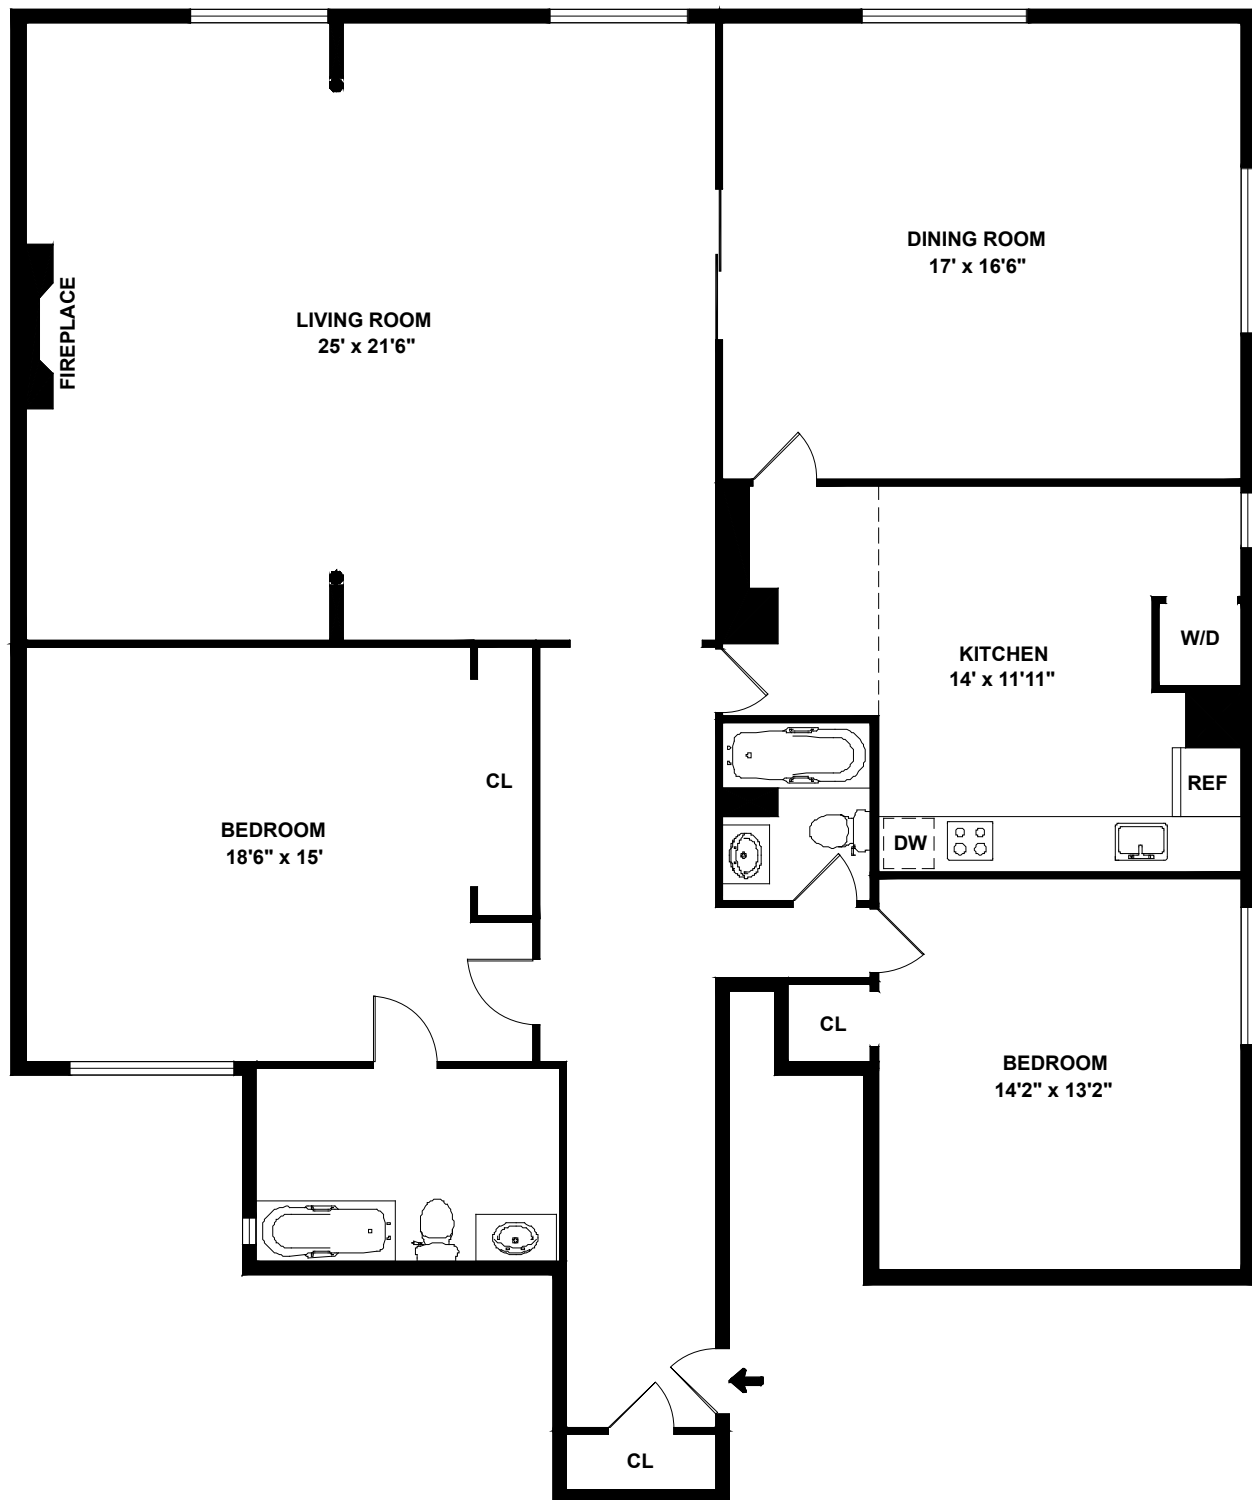 DINING ROOM
17' x 16'6"
FIREPLACE
LIVING ROOM
25' x 21'6"
W/D
KITCHEN
14' x 11'11"
CL
REF
BEDROOM
18'6" x 15'
DW
CL
BEDROOM
14'2" x 13'2"
CL